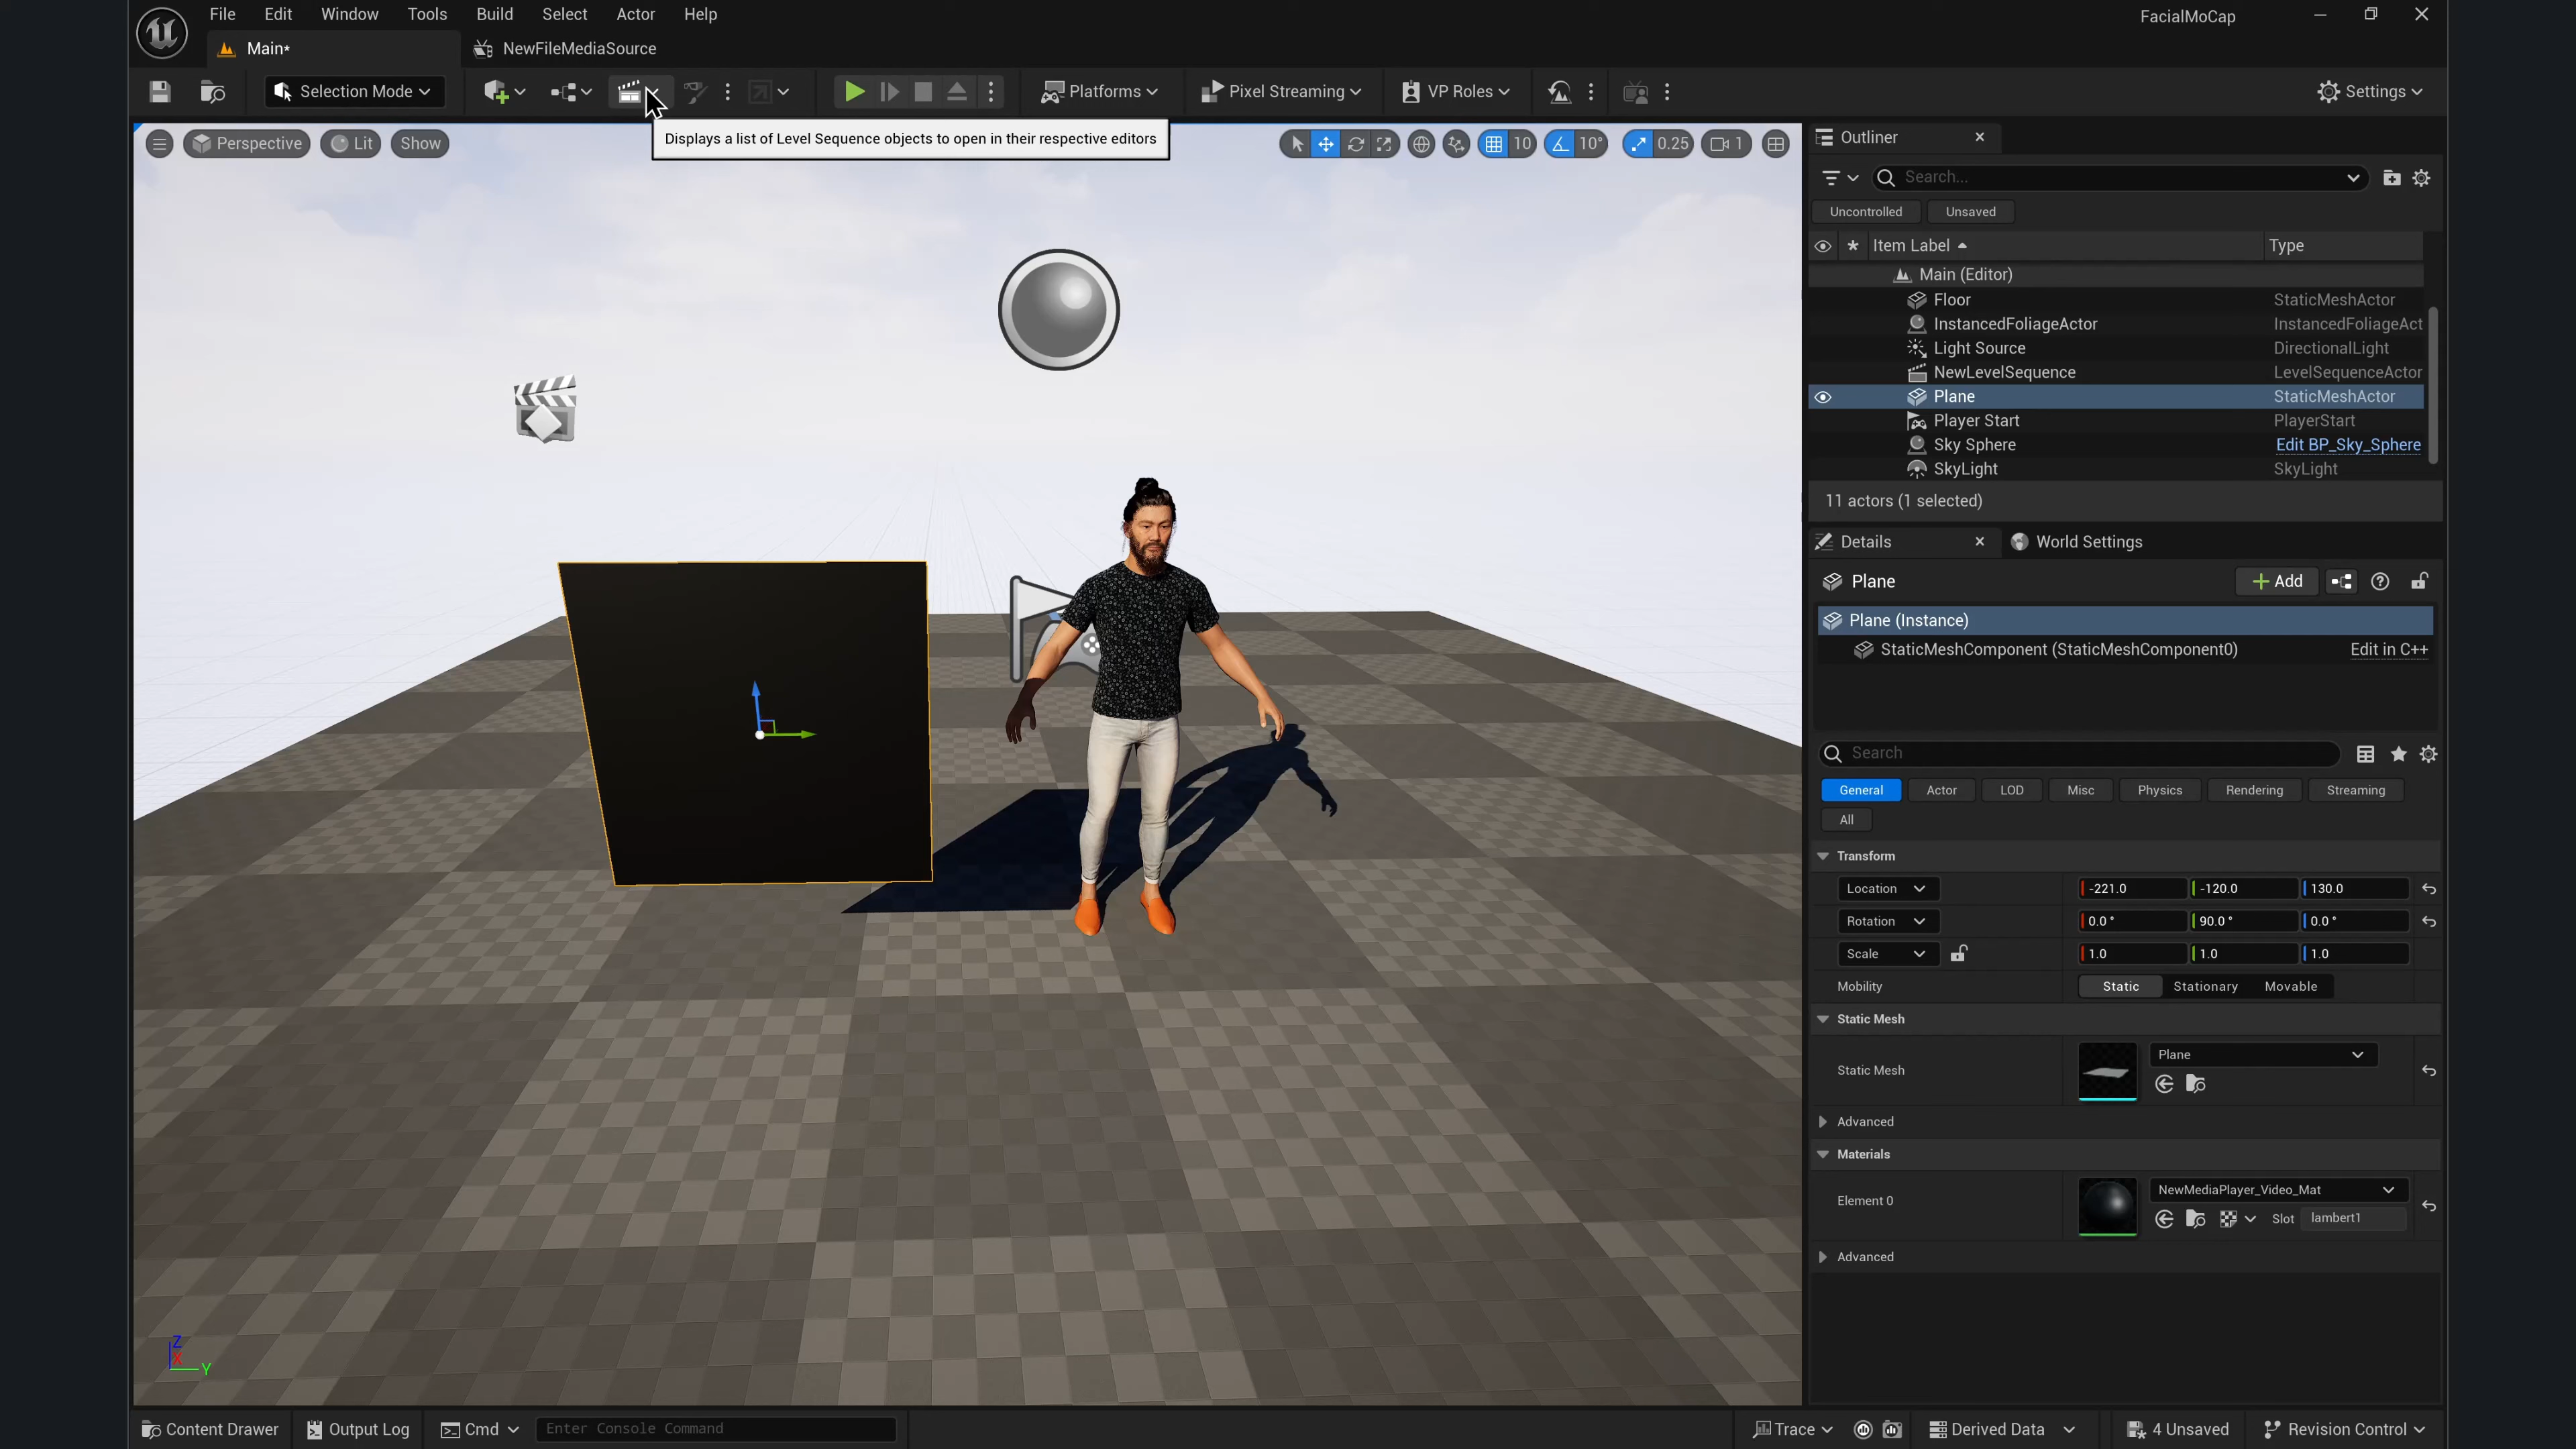 File Edit Window Tools Build Select Actor Help
FacialMoCap
Main*
NewFileMediaSource
Selection Mode
Platforms
Pixel Streaming
VP Roles
Settings
Displays a list of Level Sequence objects to open in their respective editors
Perspective
Lit
Show
10
10°
0.25
1
Outliner
Search...
Uncontrolled
Unsaved
Item Label
Type
Main (Editor)
Floor StaticMeshActor
InstancedFoliageActor InstancedFoliageAct
Light Source DirectionalLight
NewLevelSequence LevelSequenceActor
Plane StaticMeshActor
Player Start PlayerStart
Sky Sphere Edit BP_Sky_Sphere
SkyLight SkyLight
11 actors (1 selected)
Details
World Settings
Plane
+ Add
Plane (Instance)
StaticMeshComponent (StaticMeshComponent0) Edit in C++
Search
General Actor LOD Misc Physics Rendering Streaming
All
Transform
Location -221.0 -120.0 130.0
Rotation 0.0 ° 90.0 ° 0.0 °
Scale 1.0 1.0 1.0
Mobility Static Stationary Movable
Static Mesh
Plane
Static Mesh
Advanced
Materials
NewMediaPlayer_Video_Mat
Element 0
Slot lambert1
Advanced
Z
X
Y
Content Drawer
Output Log
Cmd
Enter Console Command
Trace
Derived Data
4 Unsaved
Revision Control